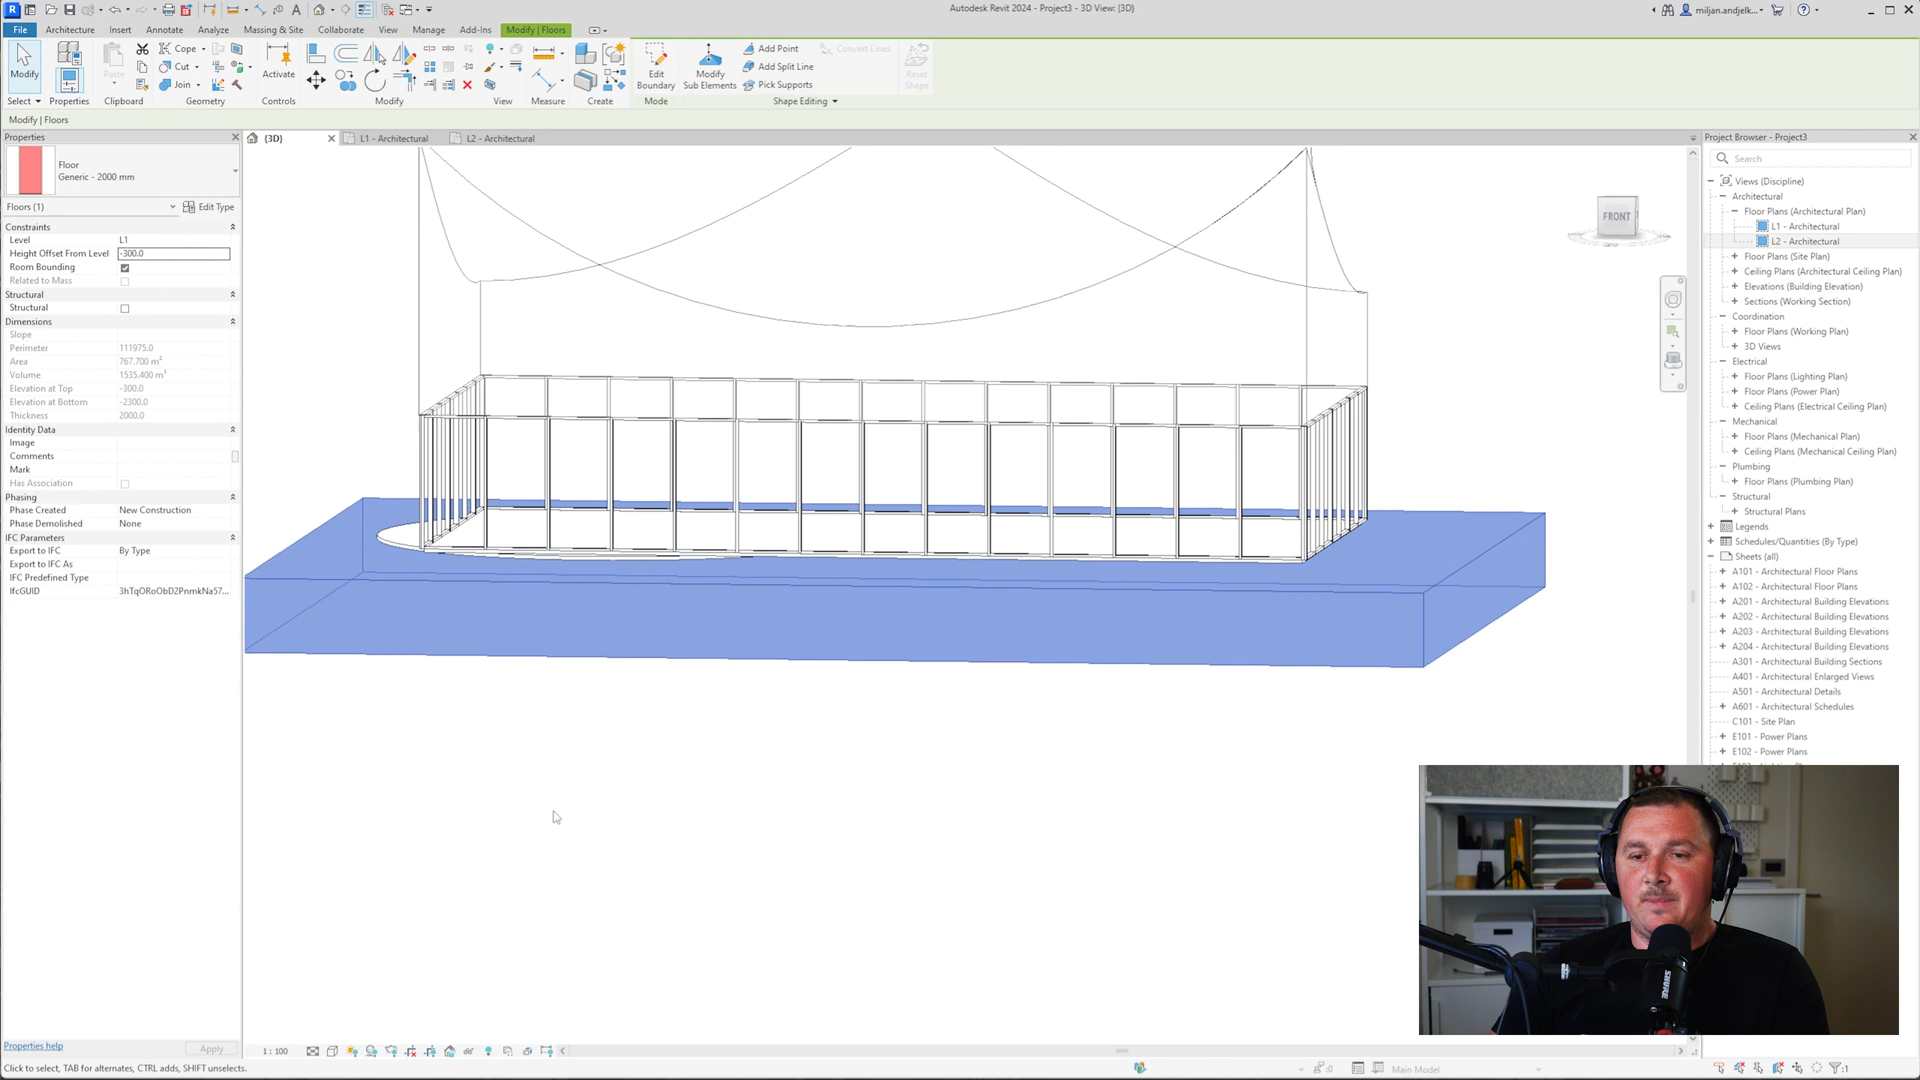 Autodesk Revit 2024 - Project3 - 3D View: {3D}
miljan.andjelk...
File Architecture Insert Annotate Analyze Massing & Site Collaborate View Manage Add-Ins Modify | Floors
Modify
Paste
Cope
Cut
Join
Activate
Edit Boundary
Modify Sub Elements
Add Point
Add Split Line
Pick Supports
Convert Lines
Reset Shape
Select Properties Clipboard Geometry Controls Modify View Measure Create Mode Shape Editing
Modify | Floors
Properties
{3D} L1 - Architectural L2 - Architectural
Floor
Generic - 2000 mm
Floors (1) Edit Type
Constraints
Level L1
Height Offset From Level -300.0
Room Bounding
Related to Mass
Structural
Structural
Dimensions
Slope
Perimeter 111975.0
Area 767.700 m²
Volume 1535.400 m³
Elevation at Top -300.0
Elevation at Bottom -2300.0
Thickness 2000.0
Identity Data
Image
Comments
Mark
Has Association
Phasing
Phase Created New Construction
Phase Demolished None
IFC Parameters
Export to IFC By Type
Export to IFC As
IFC Predefined Type
IfcGUID 3hTqORoObD2PnmkNa57...
Properties help Apply
FRONT
Project Browser - Project3
Search
Views (Discipline)
Architectural
Floor Plans (Architectural Plan)
L1 - Architectural
L2 - Architectural
Floor Plans (Site Plan)
Ceiling Plans (Architectural Ceiling Plan)
Elevations (Building Elevation)
Sections (Working Section)
Coordination
Floor Plans (Working Plan)
3D Views
Electrical
Floor Plans (Lighting Plan)
Floor Plans (Power Plan)
Ceiling Plans (Electrical Ceiling Plan)
Mechanical
Floor Plans (Mechanical Plan)
Ceiling Plans (Mechanical Ceiling Plan)
Plumbing
Floor Plans (Plumbing Plan)
Structural
Structural Plans
Legends
Schedules/Quantities (By Type)
Sheets (all)
A101 - Architectural Floor Plans
A102 - Architectural Floor Plans
A201 - Architectural Building Elevations
A202 - Architectural Building Elevations
A203 - Architectural Building Elevations
A204 - Architectural Building Elevations
A301 - Architectural Building Sections
A401 - Architectural Enlarged Views
A501 - Architectural Details
A601 - Architectural Schedules
C101 - Site Plan
E101 - Power Plans
E102 - Power Plans
SHURE
1 : 100
Click to select, TAB for alternates, CTRL adds, SHIFT unselects.
:0
Main Model
:1